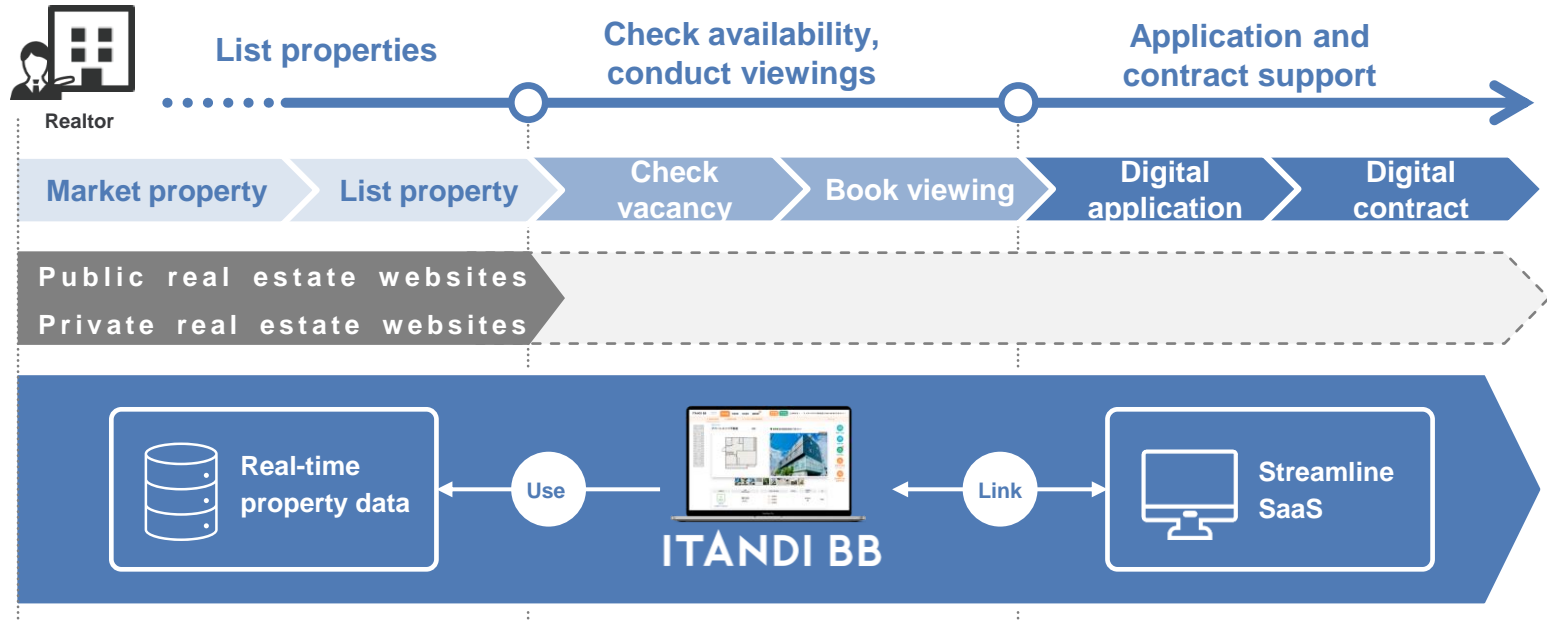 List properties
Check availability,
conduct viewings
Application and
contract support
Realtor
Market property
List property
Check
vacancy
Book viewing
Digital
application
Digital
contract
Public real estate websites
Private real estate websites
Real-time
property data
Use
ITANDI BB
Link
Streamline
SaaS